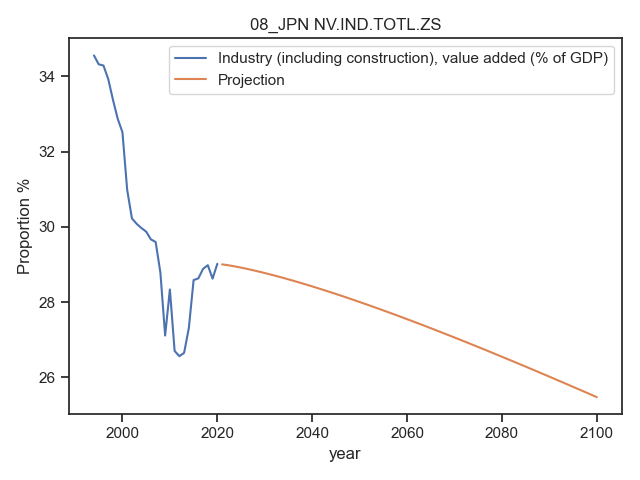 08_JPN NV.IND.TOTL.ZS
Industry (including construction), value added (% of GDP)
Projection
Proportion %
34
32
30
28
26
2000
2020
2040
2060
2080
2100
year